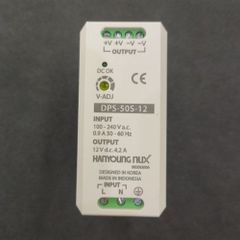 +V +V -V -V
OUTPUT
DC OK
V-ADJ
CE
DPS-50S-12
INPUT
100 - 240 V a.c.
0.9 A 50 - 60 Hz
OUTPUT
12 V d.c. 4.2 A
HANYOUNG NUX
DESIGNED IN KOREA
MADE IN INDONESIA
INPUT
L N